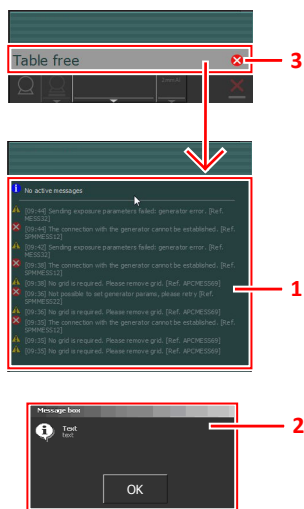 Table free
3
2mmAl
No active messages
[09:44] Sending exposure parameters failed: generator error. [Ref.
MESS32]
[09:44] The connection with the generator cannot be established. [Ref.
SPMMESS12]
[09:42] Sending exposure parameters failed: generator error. [Ref.
MESS32]
[09:38] The connection with the generator cannot be established. [Ref.
SPMMESS12]
[09:38] No grid is required. Please remove grid. [Ref. APCMESS69]
[09:36] Not possible to set generator params, please retry [Ref.
SPMMESS22]
[09:36] No grid is required. Please remove grid. [Ref. APCMESS69]
[09:35] The connection with the generator cannot be established. [Ref.
SPMMESS12]
[09:35] No grid is required. Please remove grid. [Ref. APCMESS69]
[09:35] No grid is required. Please remove grid. [Ref. APCMESS69]
1
Message box
Text
text
OK
2